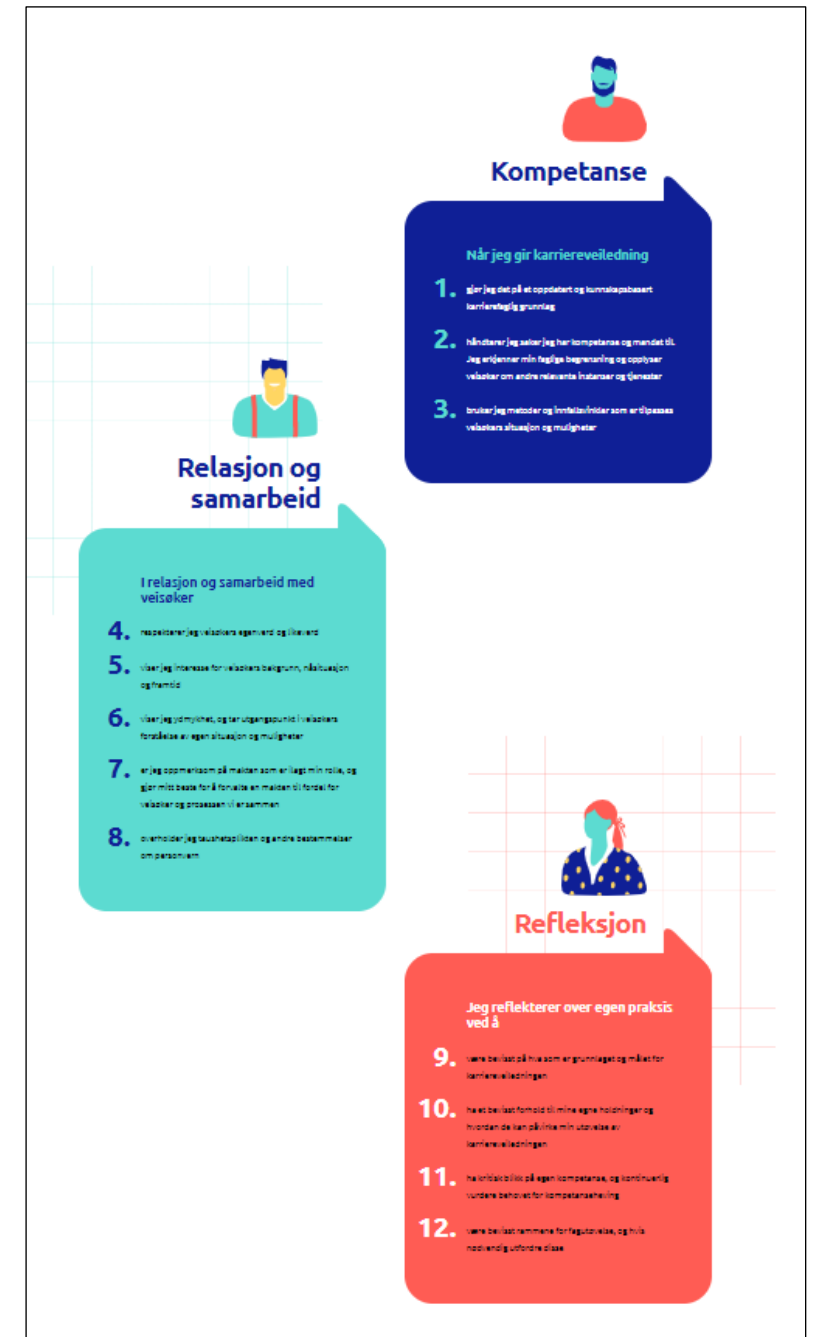 Kompetanse
Når jeg gir karriereveiledning
1. gjør jeg det på et oppdatert og kunnskapsbasert
karrierefaglig grunnlag
2. håndterer jeg saker jeg har kompetanse og mandat til.
Jeg erkjenner min faglige begrensning og opplyser
veisøker om andre relevante instanser og tjenester
3. bruker jeg metoder og innfallsvinkler som er tilpasses
veisøkers situasjon og muligheter
Relasjon og
samarbeid
I relasjon og samarbeid med
veisøker
4. respekterer jeg veisøkers egenverd og likeverd
5. viser jeg interesse for veisøkers bakgrunn, nåsituasjon
og framtid
6. viser jeg ydmykhet, og tar utgangspunkt i veisøkers
forståelse av egen situasjon og muligheter
7. er jeg oppmerksom på makten som er ilagt min rolle, og
gjør mitt beste for å forvalte en makten til fordel for
veisøker og prosessen vi er sammen
8. overholder jeg taushetsplikten og andre bestemmelser
om personvern
Refleksjon
Jeg reflekterer over egen praksis
ved å
9. være bevisst på hva som er grunnlaget og målet for
karriereveiledningen
10. ha et bevisst forhold til mine egne holdninger og
hvordan de kan påvirke min utøvelse av
karriereveiledningen
11. ha kritisk blikk på egen kompetanse, og kontinuerlig
vurdere behovet for kompetanseheving
12. være bevisst rammene for fagutøvelse, og hvis
nødvendig utfordre disse